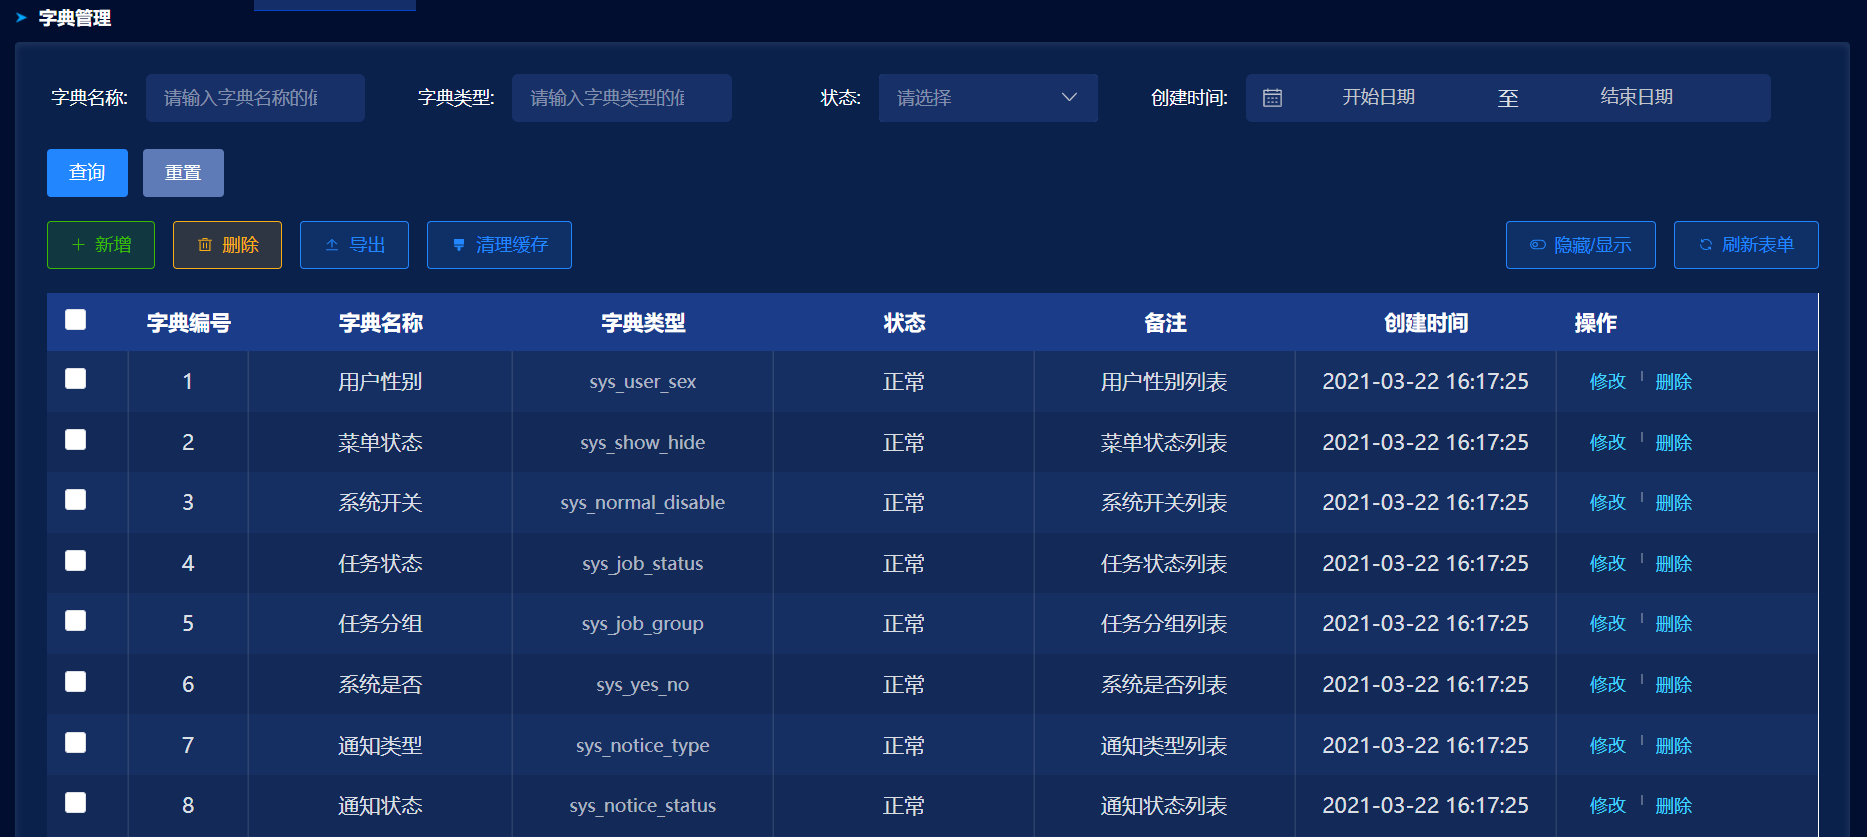 字典管理
字典名称: 请输入字典名称的 字典类型: 请输入字典类型的 状态: 请选择 创建时间: 开始日期 至 结束日期
查询 重置
新增 删除 导出 清理缓存 隐藏/显示 刷新表单
字典编号 字典名称 字典类型 状态 备注 创建时间 操作
1 用户性别 sys_user_sex 正常 用户性别列表 2021-03-22 16:17:25 修改 删除
2 菜单状态 sys_show_hide 正常 菜单状态列表 2021-03-22 16:17:25 修改 删除
3 系统开关 sys_normal_disable 正常 系统开关列表 2021-03-22 16:17:25 修改 删除
4 任务状态 sys_job_status 正常 任务状态列表 2021-03-22 16:17:25 修改 删除
5 任务分组 sys_job_group 正常 任务分组列表 2021-03-22 16:17:25 修改 删除
6 系统是否 sys_yes_no 正常 系统是否列表 2021-03-22 16:17:25 修改 删除
7 通知类型 sys_notice_type 正常 通知类型列表 2021-03-22 16:17:25 修改 删除
8 通知状态 sys_notice_status 正常 通知状态列表 2021-03-22 16:17:25 修改 删除